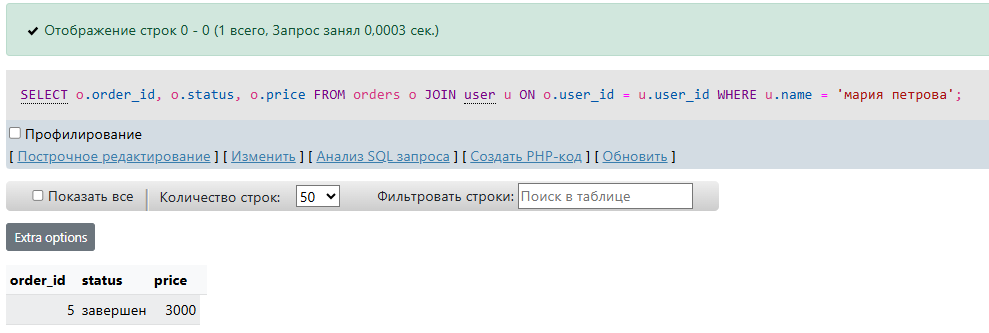 Отображение строк 0 - 0 (1 всего, Запрос занял 0,0003 сек.)
SELECT o.order_id, o.status, o.price FROM orders o JOIN user u ON o.user_id = u.user_id WHERE u.name = 'мария петрова';
Профилирование
[ Построчное редактирование ] [ Изменить ] [ Анализ SQL запроса ] [ Создать PHP-код ] [ Обновить ]
Показать все Количество строк: 50 Фильтровать строки: Поиск в таблице
Extra options
order_id status price
5 завершен 3000